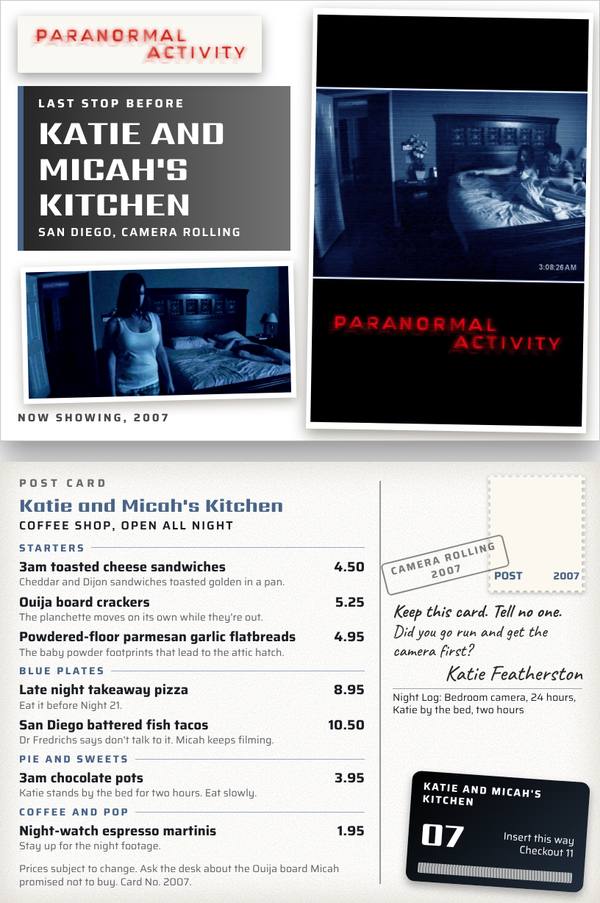 PARANORMAL
ACTIVITY
LAST STOP BEFORE
KATIE AND
MICAH'S
KITCHEN
SAN DIEGO, CAMERA ROLLING
NOW SHOWING, 2007
3:08:26 AM
PARANORMAL
ACTIVITY
POST CARD
Katie and Micah's Kitchen
COFFEE SHOP, OPEN ALL NIGHT
STARTERS
3am toasted cheese sandwiches 4.50
Cheddar and Dijon sandwiches toasted golden in a pan.
Ouija board crackers 5.25
The planchette moves on its own while they're out.
Powdered-floor parmesan garlic flatbreads 4.95
The baby powder footprints that lead to the attic hatch.
BLUE PLATES
Late night takeaway pizza 8.95
Eat it before Night 21.
San Diego battered fish tacos 10.50
Dr Fredrichs says don't talk to it. Micah keeps filming.
PIE AND SWEETS
3am chocolate pots 3.95
Katie stands by the bed for two hours. Eat slowly.
COFFEE AND POP
Night-watch espresso martinis 1.95
Stay up for the night footage.
Prices subject to change. Ask the desk about the Ouija board Micah
promised not to buy. Card No. 2007.
CAMERA ROLLING
2007
POST 2007
Keep this card. Tell no one.
Did you go run and get the
camera first?
Katie Featherston
Night Log: Bedroom camera, 24 hours,
Katie by the bed, two hours
KATIE AND MICAH'S
KITCHEN
07
Insert this way
Checkout 11